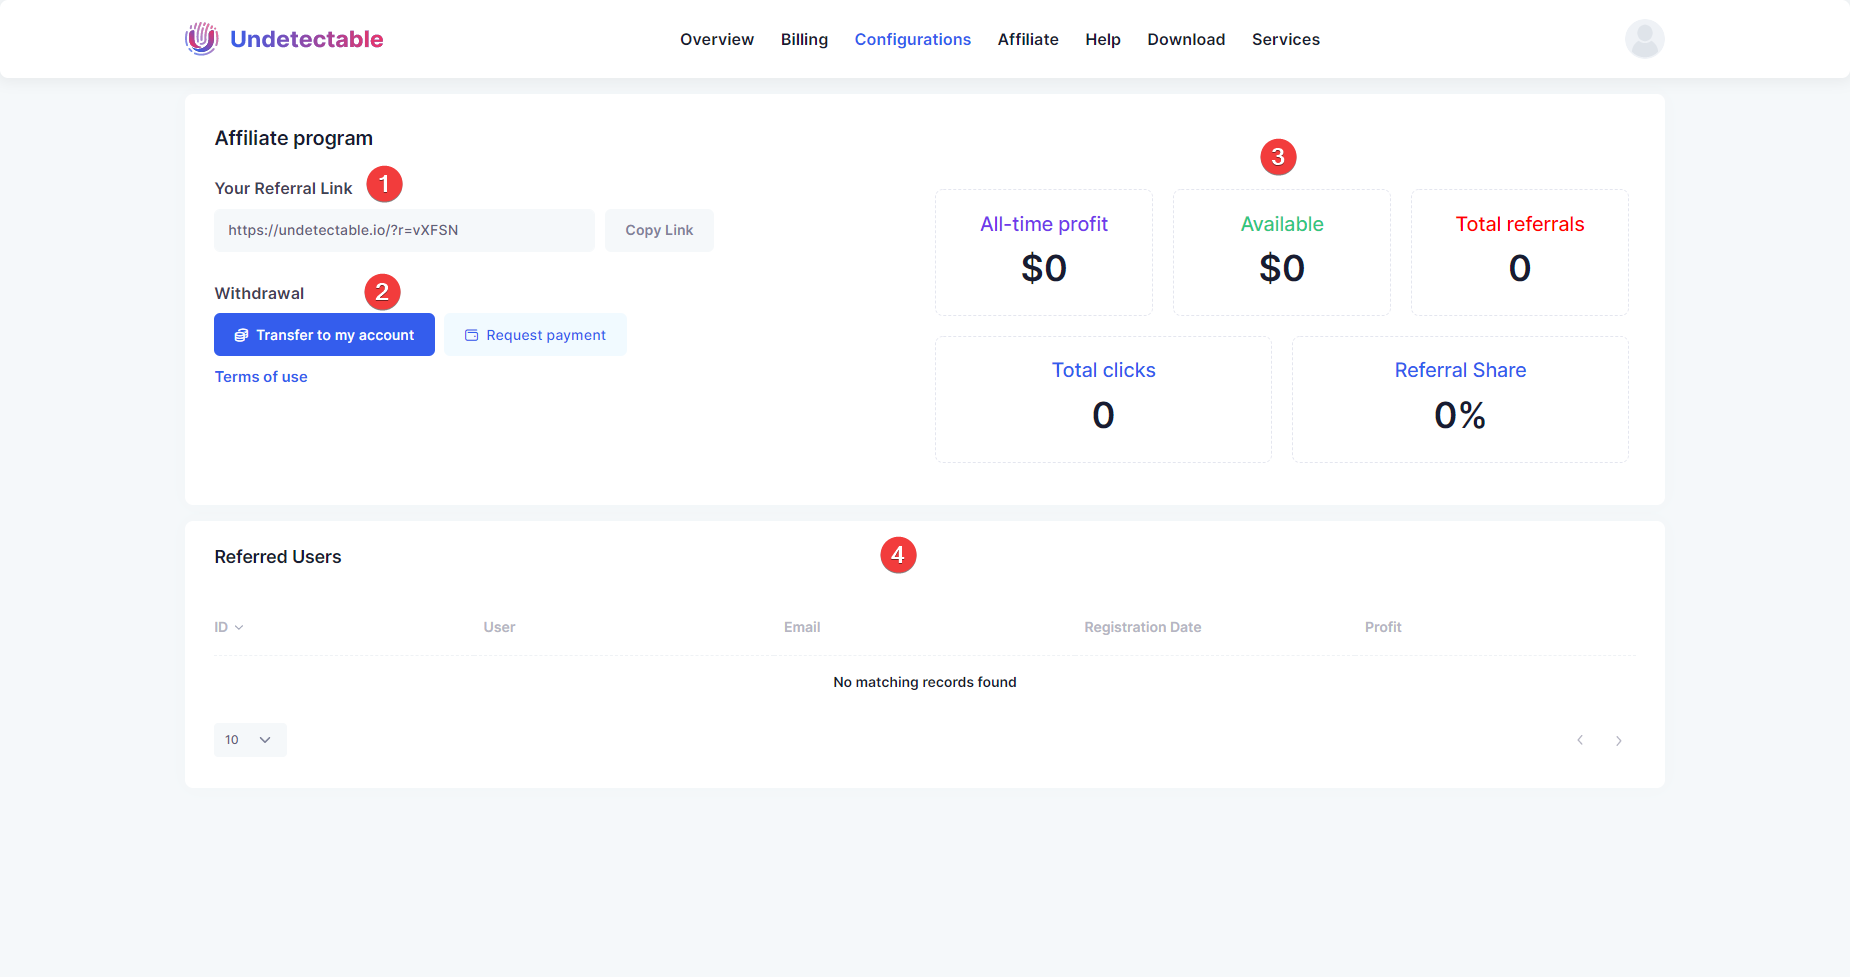 Undetectable
Overview Billing Configurations Affiliate Help Download Services
Affiliate program
Your Referral Link 1
https://undetectable.io/?r=vXFSN Copy Link
Withdrawal 2
Transfer to my account Request payment
Terms of use
3
All-time profit Available Total referrals
$0 $0 0
Total clicks Referral Share
0 0%
Referred Users 4
ID User Email Registration Date Profit
No matching records found
10